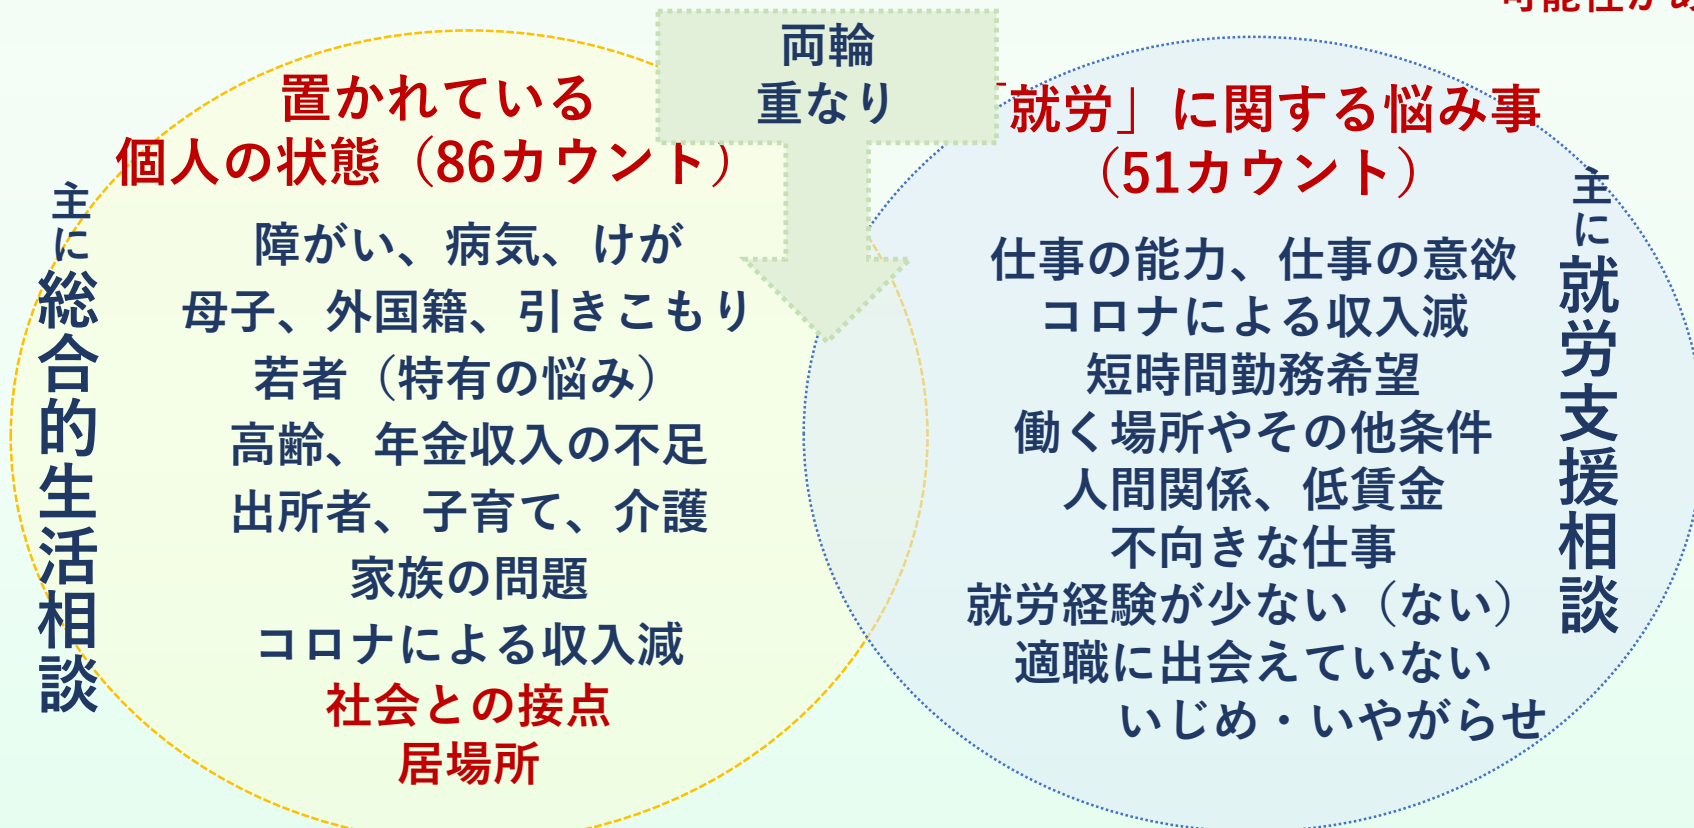 両輪
重なり
置かれている
個人の状態（86カウント）
主に総合的生活相談
障がい、病気、けが
母子、外国籍、引きこもり
若者（特有の悩み）
高齢、年金収入の不足
出所者、子育て、介護
家族の問題
コロナによる収入減
社会との接点
居場所
「就労」に関する悩み事
（51カウント）
主に就労支援相談
仕事の能力、仕事の意欲
コロナによる収入減
短時間勤務希望
働く場所やその他条件
人間関係、低賃金
不向きな仕事
就労経験が少ない（ない）
適職に出会えていない
いじめ・いやがらせ